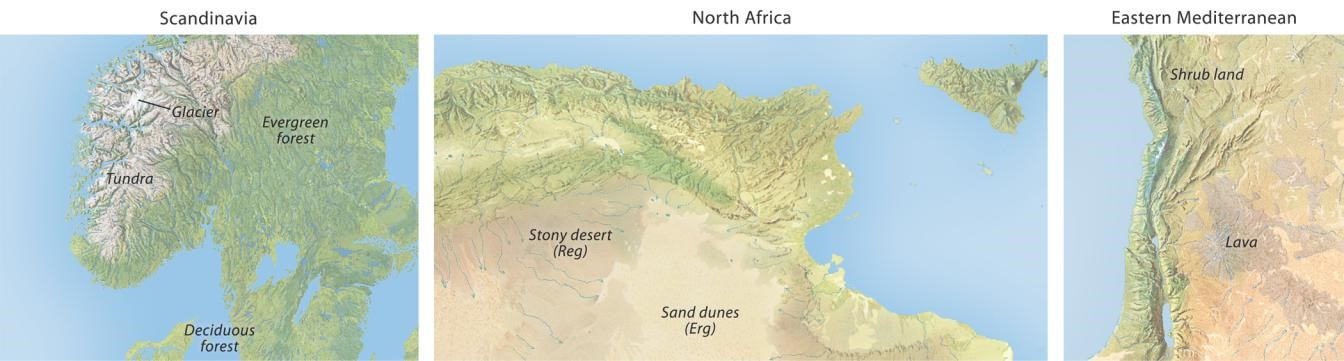 Scandinavia
Glacier
Evergreen
forest
Tundra
Deciduous
forest
North Africa
Stony desert
(Reg)
Sand dunes
(Erg)
Eastern Mediterranean
Shrub land
Lava